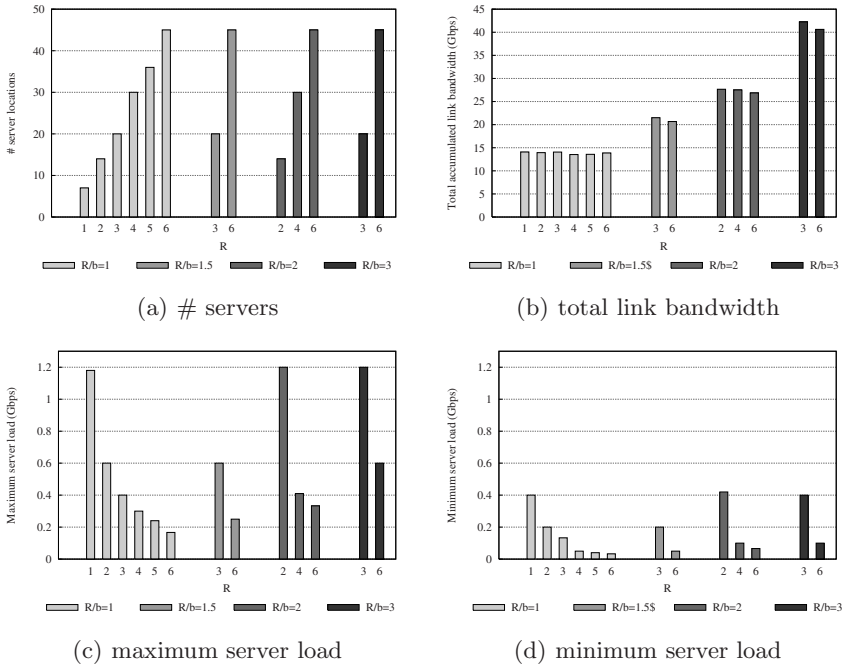 50
40
30
20
10
0
# server locations
1 2 3 4 5 6 3 6 2 4 6 3 6
R
R/b=1 R/b=1.5 R/b=2 R/b=3
(a) # servers
45
40
35
30
25
20
15
10
5
0
Total accumulated link bandwidth (Gbps)
1 2 3 4 5 6 3 6 2 4 6 3 6
R
R/b=1 R/b=1.5$ R/b=2 R/b=3
(b) total link bandwidth
1.2
1
0.8
0.6
0.4
0.2
0
Maximum server load (Gbps)
1 2 3 4 5 6 3 6 2 4 6 3 6
R
R/b=1 R/b=1.5 R/b=2 R/b=3
(c) maximum server load
1.2
1
0.8
0.6
0.4
0.2
0
Minimum server load (Gbps)
1 2 3 4 5 6 3 6 2 4 6 3 6
R
R/b=1 R/b=1.5$ R/b=2 R/b=3
(d) minimum server load